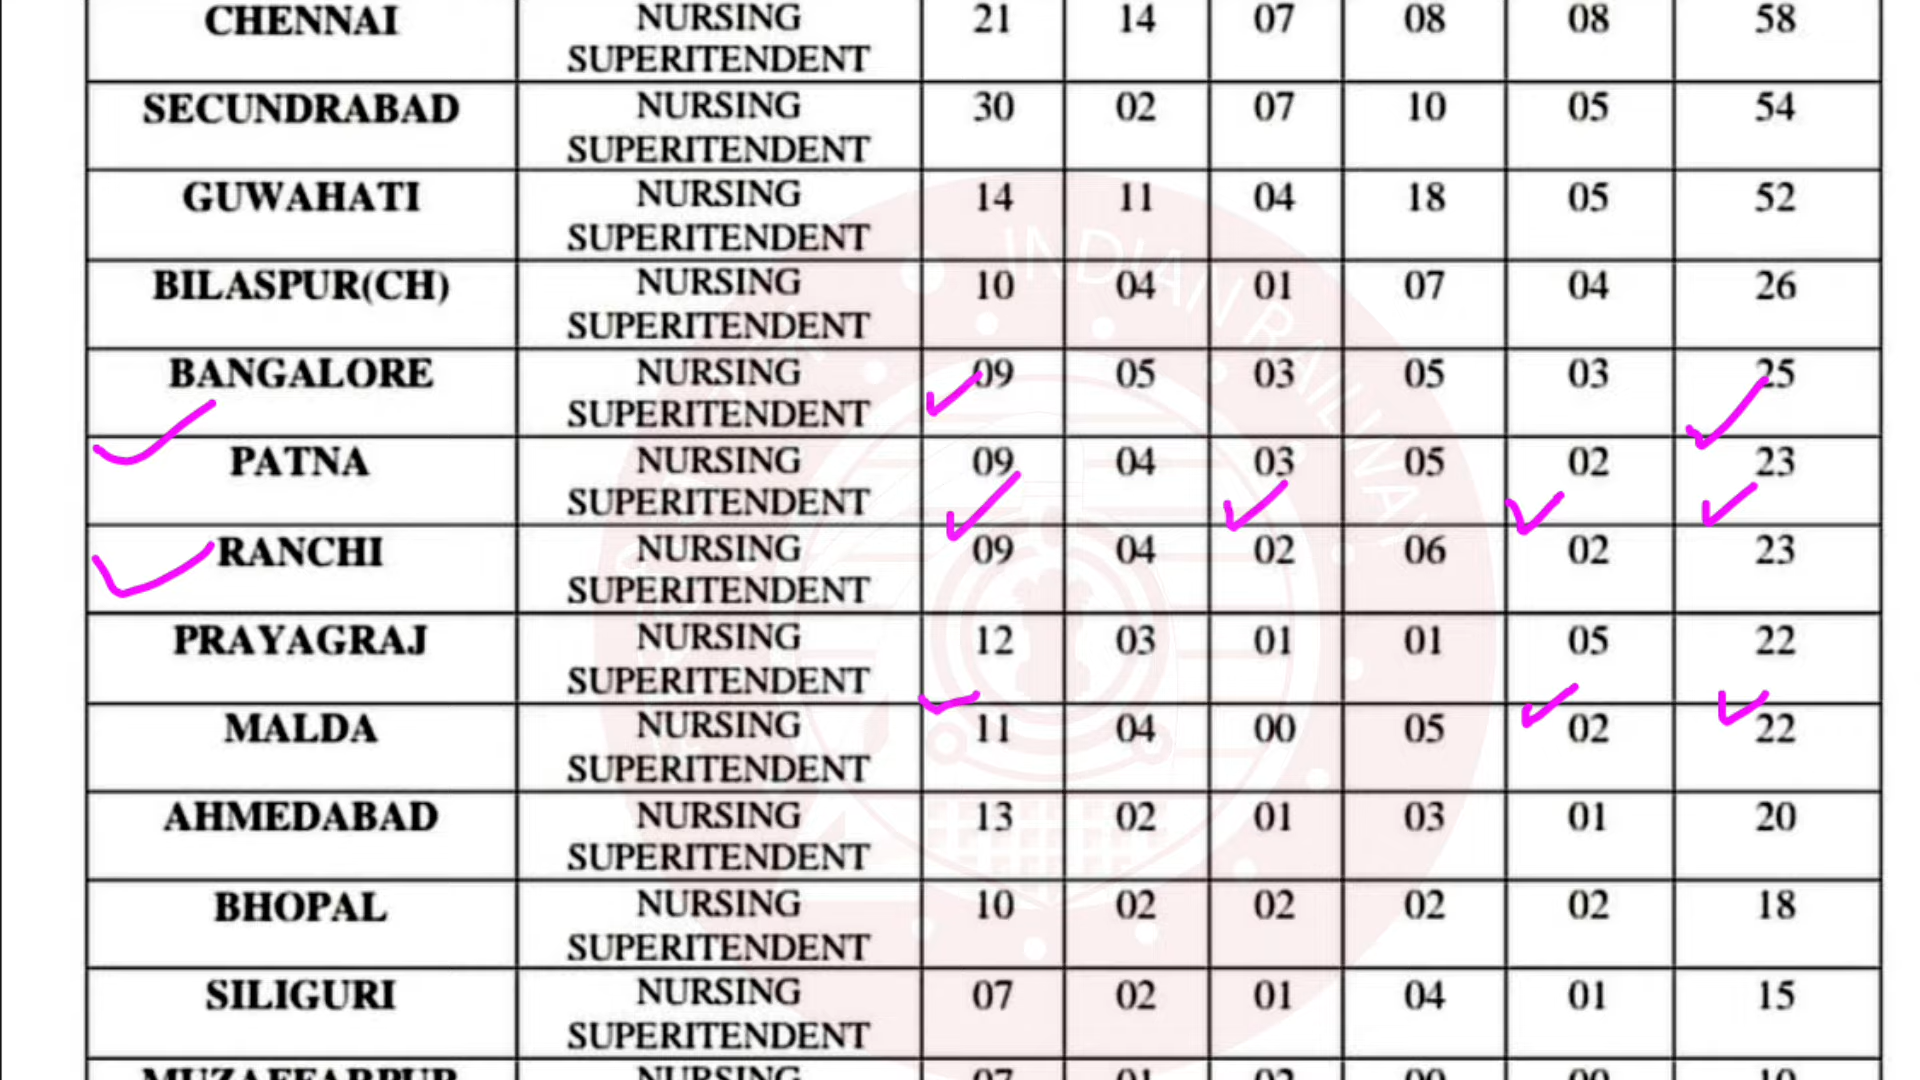 CHENNAI NURSING SUPERITENDENT 21 14 07 08 08 58
SECUNDRABAD NURSING SUPERITENDENT 30 02 07 10 05 54
GUWAHATI NURSING SUPERITENDENT 14 11 04 18 05 52
BILASPUR(CH) NURSING SUPERITENDENT 10 04 01 07 04 26
BANGALORE NURSING SUPERITENDENT 09 05 03 05 03 25
PATNA NURSING SUPERITENDENT 09 04 03 05 02 23
RANCHI NURSING SUPERITENDENT 09 04 02 06 02 23
PRAYAGRAJ NURSING SUPERITENDENT 12 03 01 01 05 22
MALDA NURSING SUPERITENDENT 11 04 00 05 02 22
AHMEDABAD NURSING SUPERITENDENT 13 02 01 03 01 20
BHOPAL NURSING SUPERITENDENT 10 02 02 02 02 18
SILIGURI NURSING SUPERITENDENT 07 02 01 04 01 15
MUZAFFARPUR NURSING
INDIAN RAILWAY